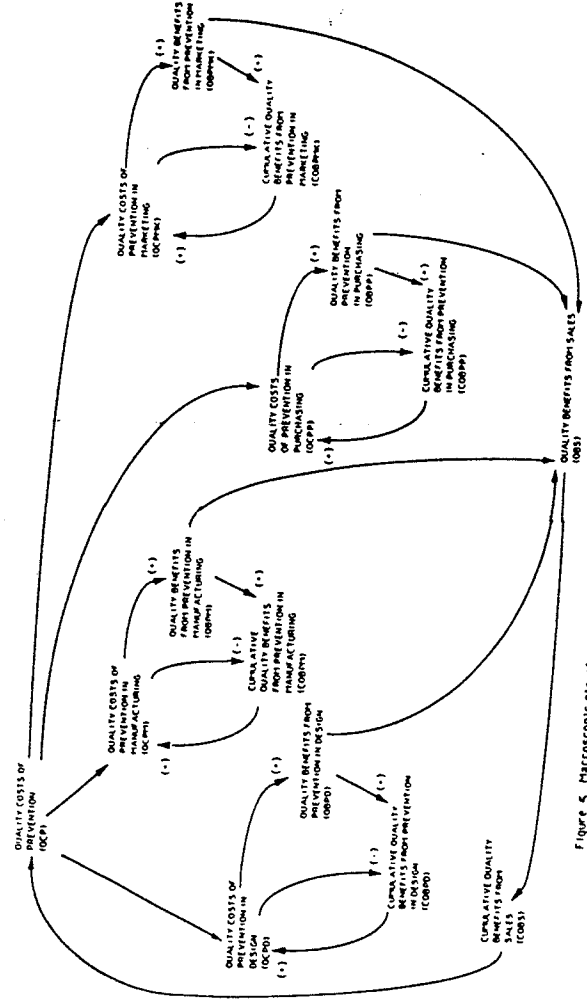 QUALITY COSTS OF
PREVENTION
(QCP)
QUALITY COSTS OF
PREVENTION IN
MANUFACTURING
(QCPM)
(+)
QUALITY BENEFITS
FROM PREVENTION IN
MANUFACTURING
(QBPM)
(+)
(-)
CUMULATIVE
QUALITY BENEFITS
FROM PREVENTION IN
MANUFACTURING
(CQBPM)
(+)
QUALITY COSTS OF
PREVENTION IN
DESIGN
(QCPD)
(+)
QUALITY BENEFITS FROM
PREVENTION IN DESIGN
(QBPD)
(+)
(-)
CUMULATIVE QUALITY
BENEFITS FROM PREVENTION
IN DESIGN
(CQBPD)
(+)
QUALITY COSTS OF
PREVENTION IN
MARKETING
(QCPMK)
(+)
QUALITY BENEFITS
FROM PREVENTION
IN MARKETING
(QBPMK)
(+)
(-)
CUMULATIVE QUALITY
BENEFITS FROM
PREVENTION IN
MARKETING
(CQBPMK)
(+)
QUALITY COSTS
OF PREVENTION IN
PURCHASING
(QCPP)
(+)
QUALITY BENEFITS FROM
PREVENTION
IN PURCHASING
(QBPP)
(+)
(-)
CUMULATIVE QUALITY
BENEFITS FROM PREVENTION
IN PURCHASING
(CQBPP)
(+)
QUALITY BENEFITS FROM SALES
(QBS)
CUMULATIVE QUALITY
BENEFITS FROM
SALES
(CQBS)
Figure 5 Macroscopic